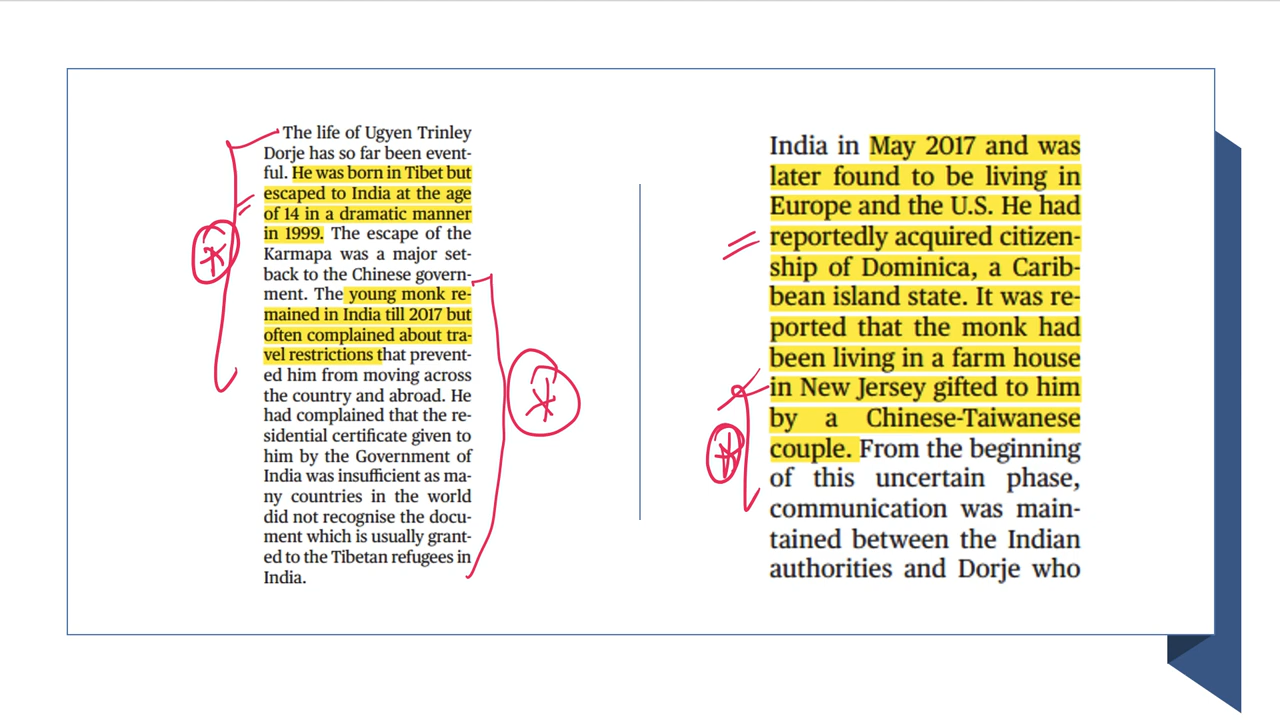 The life of Ugyen Trinley
Dorje has so far been event-
ful. He was born in Tibet but
escaped to India at the age
of 14 in a dramatic manner
in 1999. The escape of the
Karmapa was a major set-
back to the Chinese govern-
ment. The young monk re-
mained in India till 2017 but
often complained about tra-
vel restrictions that prevent-
ed him from moving across
the country and abroad. He
had complained that the re-
sidential certificate given to
him by the Government of
India was insufficient as ma-
ny countries in the world
did not recognise the docu-
ment which is usually grant-
ed to the Tibetan refugees in
India.
India in May 2017 and was
later found to be living in
Europe and the U.S. He had
reportedly acquired citizen-
ship of Dominica, a Carib-
bean island state. It was re-
ported that the monk had
been living in a farm house
in New Jersey gifted to him
by a Chinese-Taiwanese
couple. From the beginning
of this uncertain phase,
communication was main-
tained between the Indian
authorities and Dorje who